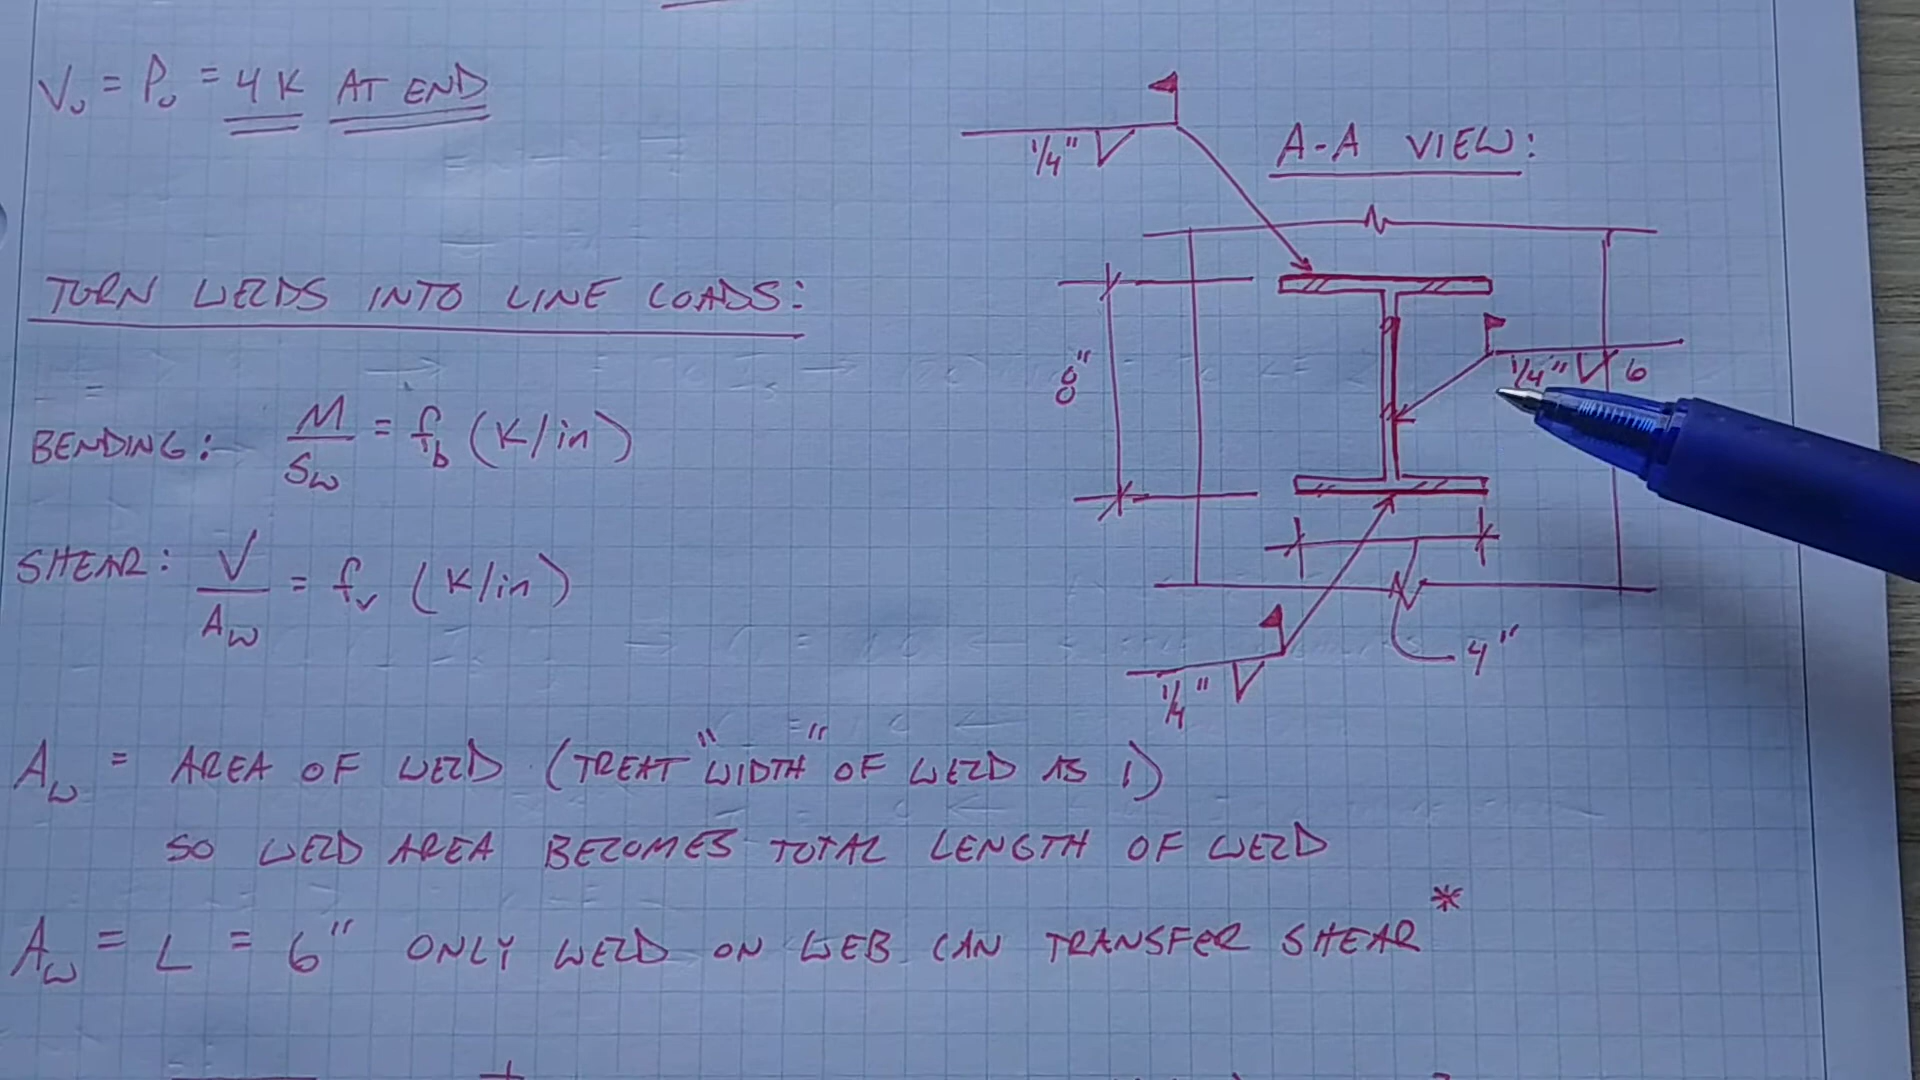 Vu = Pu = 4K AT END
1/4"
A-A VIEW:
TURN WELDS INTO LINE LOADS:
8"
1/4" 6
BENDING: M/Sw = fb (K/in)
SHEAR: V/Aw = fv (K/in)
4"
1/4"
Aw = AREA OF WELD (TREAT "WIDTH" OF WELD AS 1)
SO WELD AREA BECOMES TOTAL LENGTH OF WELD
Aw = L = 6" ONLY WELD ON WEB CAN TRANSFER SHEAR*